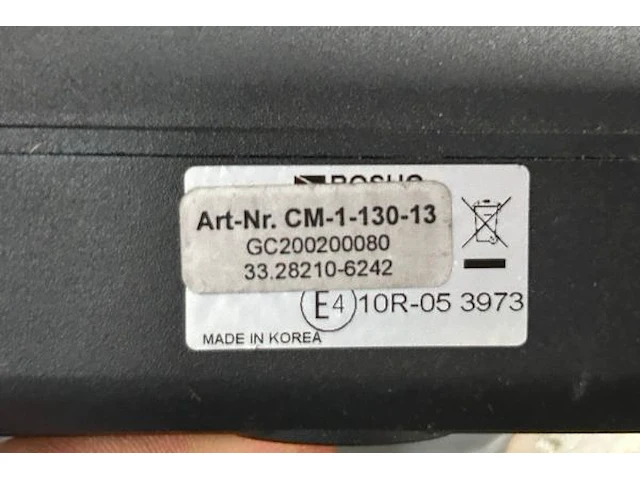 Art-Nr. CM-1-130-13
GC200200080
33.28210-6242
E4 10R-05 3973
MADE IN KOREA